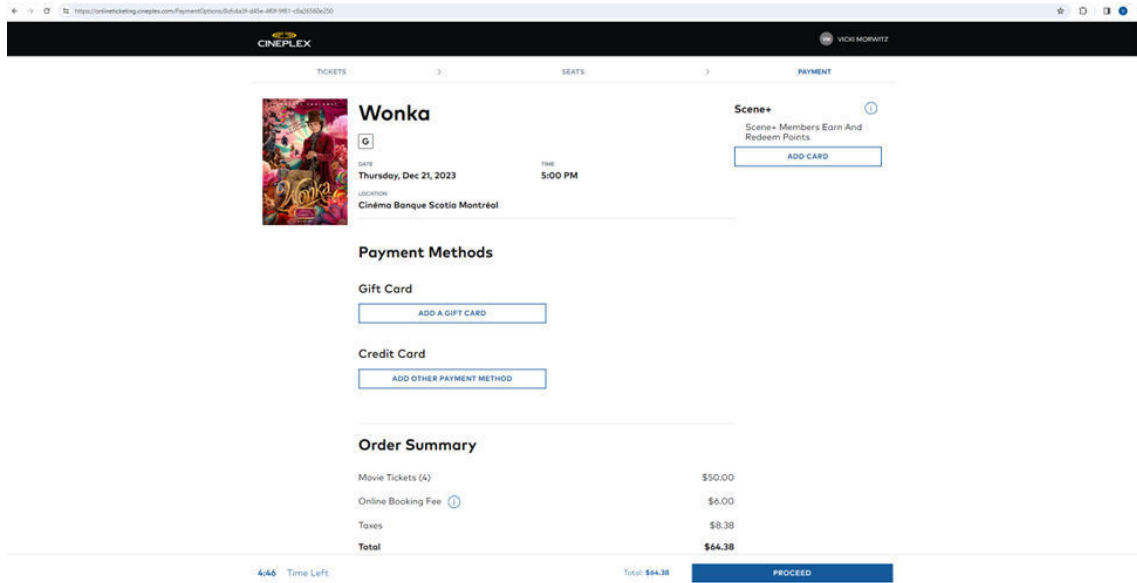 CINEPLEX
VM VICKI MORWITZ
TICKETS > SEATS > PAYMENT
Wonka
G
DATE
Thursday, Dec 21, 2023
TIME
5:00 PM
LOCATION
Cinéma Banque Scotia Montréal
Wonka
Scene+
Scene+ Members Earn And
Redeem Points
ADD CARD
Payment Methods
Gift Card
ADD A GIFT CARD
Credit Card
ADD OTHER PAYMENT METHOD
Order Summary
Movie Tickets (4) $50.00
Online Booking Fee $6.00
Taxes $8.38
Total $64.38
4:46 Time Left
Total: $64.38
PROCEED